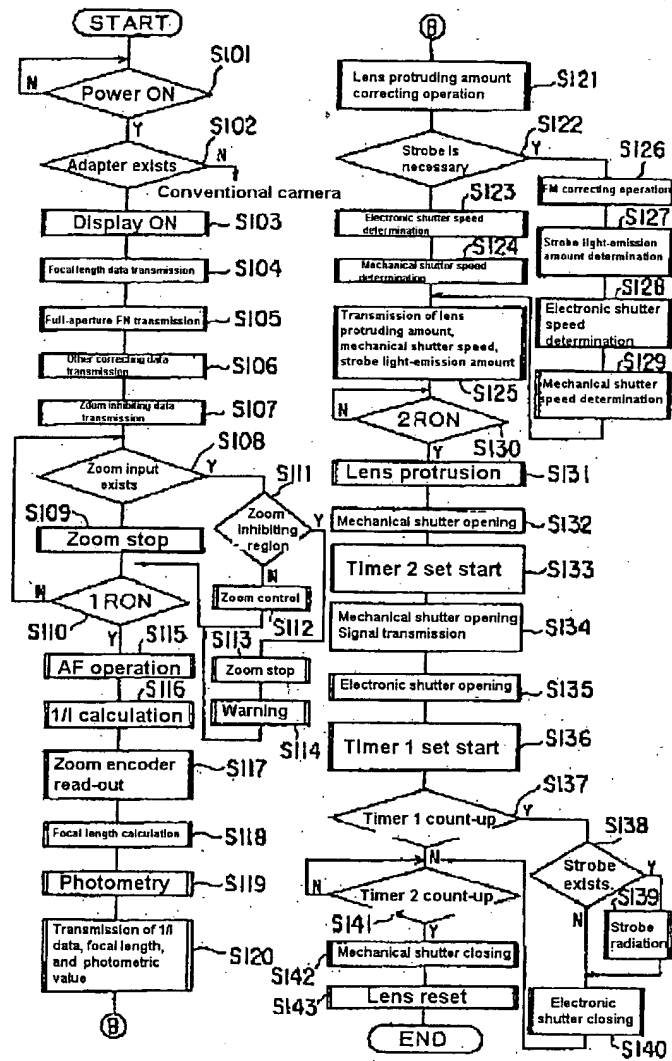 START
S101
N
Power ON
Y
S102
Adapter exists
N
Conventional camera
Display ON
S103
Focal length data transmission
S104
Full-aperture FN transmission
S105
Other correcting data
transmission
S106
Zoom inhibiting data
transmission
S107
S108
Zoom input
exists
Y
S111
S109
Zoom stop
Zoom
inhibiting
region
Y
N
N
1 RON
S110
Zoom control
S112
Y
S115
AF operation
S113
Zoom stop
S116
1/l calculation
Warning
S114
Zoom encoder
read-out
S117
Focal length calculation
S118
Photometry
S119
Transmission of 1/l
data, focal length,
and photometric
value
S120
B
B
Lens protruding amount
correcting operation
S121
S122
Strobe is
necessary
Y
S126
FM correcting operation
S123
Electronic shutter speed
determination
S127
Strobe light-emission
amount determination
S124
Mechanical shutter speed
determination
S128
Electronic shutter
speed
determination
Transmission of lens
protruding amount,
mechanical shutter speed,
strobe light-emission amount
S125
S129
Mechanical shutter
speed determination
N
2 RON
S130
Y
Lens protrusion
S131
Mechanical shutter opening
S132
Timer 2 set start
S133
Mechanical shutter opening
Signal transmission
S134
Electronic shutter opening
S135
Timer 1 set start
S136
S137
Timer 1 count-up
Y
S138
N
Strobe
exists.
Y
S139
N
Timer 2 count-up
N
Strobe
radiation
S141
Y
Mechanical shutter closing
S142
Lens reset
S143
Electronic
shutter closing
S140
END